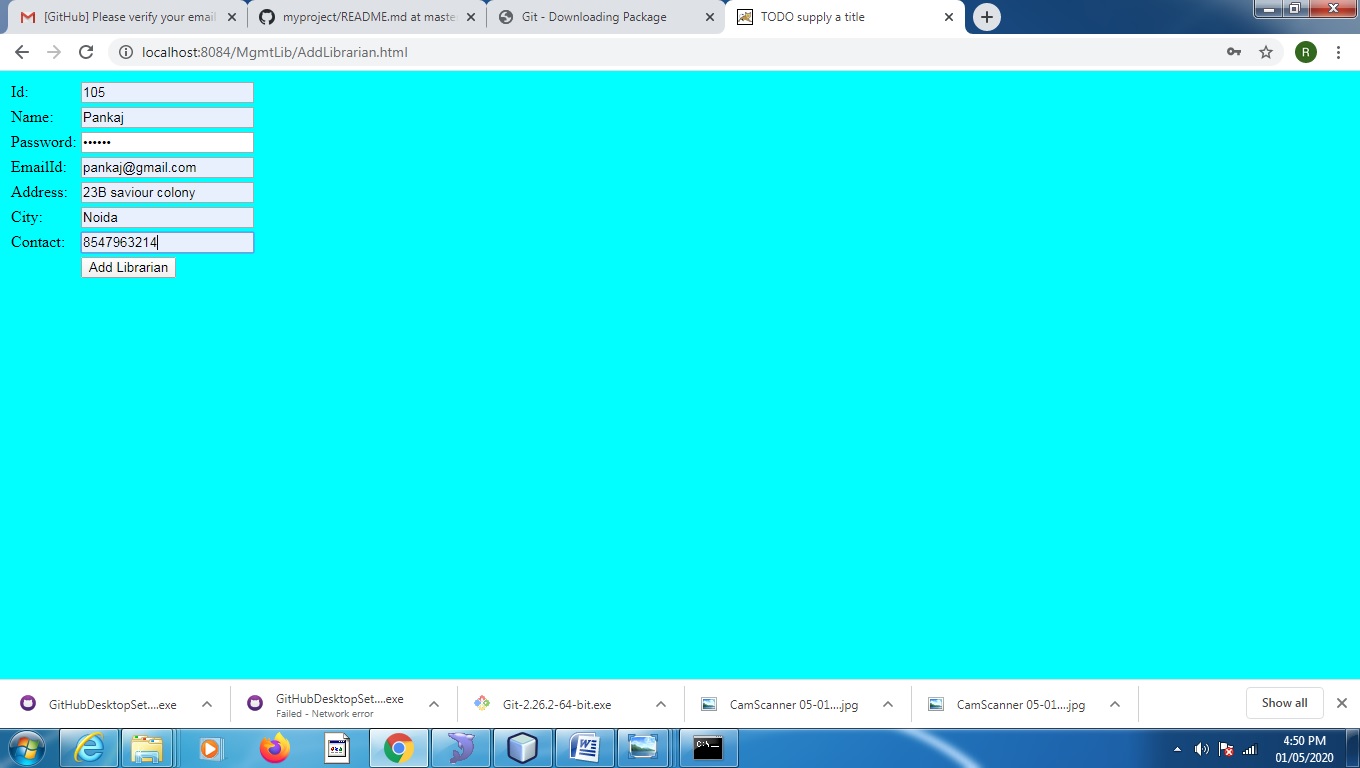 [GitHub] Please verify your email
myproject/README.md at maste
Git - Downloading Package
TODO supply a title
localhost:8084/MgmtLib/AddLibrarian.html
R
Id: 105
Name: Pankaj
Password: ••••••
EmailId: pankaj@gmail.com
Address: 23B saviour colony
City: Noida
Contact: 8547963214
Add Librarian
GitHubDesktopSet....exe
GitHubDesktopSet....exe
Failed - Network error
Git-2.26.2-64-bit.exe
CamScanner 05-01....jpg
CamScanner 05-01....jpg
Show all
4:50 PM
01/05/2020